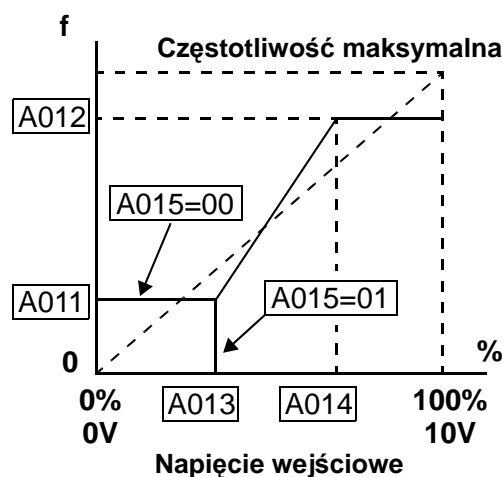 f
Częstotliwość maksymalna
A012
A015=00
A011
A015=01
0
%
0% A013 A014 100%
0V 10V
Napięcie wejściowe